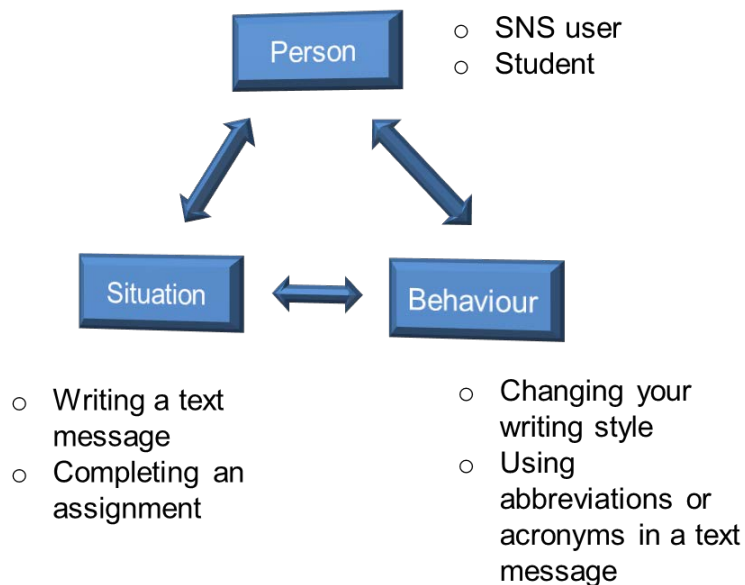 Person
○ SNS user
○ Student
Situation
Behaviour
○ Writing a text
message
○ Completing an
assignment
○ Changing your
writing style
○ Using
abbreviations or
acronyms in a text
message